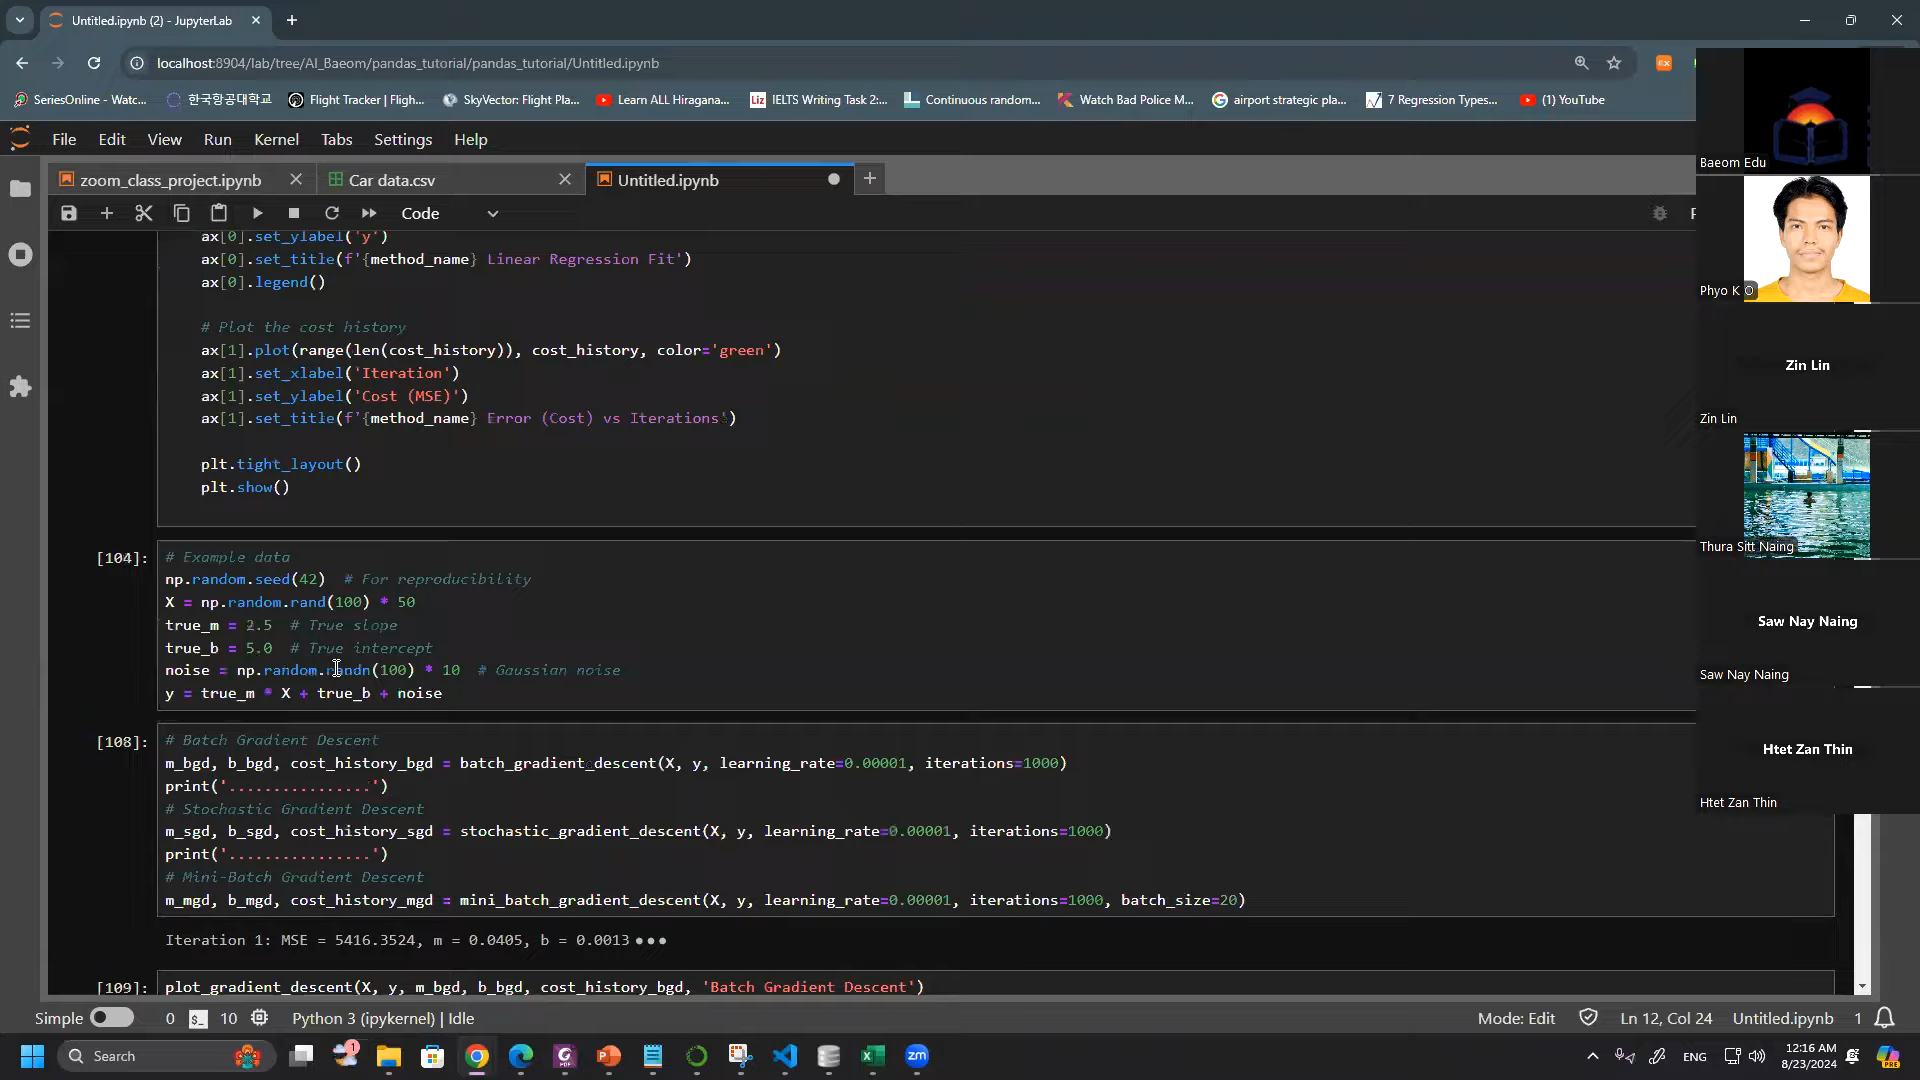 Untitled.ipynb (2) - JupyterLab
localhost:8904/lab/tree/AI_Baeom/pandas_tutorial/pandas_tutorial/Untitled.ipynb
SeriesOnline - Watc...
한국항공대학교
Flight Tracker | Fligh...
SkyVector: Flight Pla...
Learn ALL Hiragana...
Liz
IELTS Writing Task 2:...
Continuous random...
Watch Bad Police M...
airport strategic pla...
7 Regression Types...
(1) YouTube
File Edit View Run Kernel Tabs Settings Help
zoom_class_project.ipynb
Car data.csv
Untitled.ipynb
Code
ax[0].set_ylabel('y')
ax[0].set_title(f'{method_name} Linear Regression Fit')
ax[0].legend()
# Plot the cost history
ax[1].plot(range(len(cost_history)), cost_history, color='green')
ax[1].set_xlabel('Iteration')
ax[1].set_ylabel('Cost (MSE)')
ax[1].set_title(f'{method_name} Error (Cost) vs Iterations')
plt.tight_layout()
plt.show()
[104]:
# Example data
np.random.seed(42)  # For reproducibility
X = np.random.rand(100) * 50
true_m = 2.5  # True slope
true_b = 5.0  # True intercept
noise = np.random.randn(100) * 10  # Gaussian noise
y = true_m * X + true_b + noise
[108]:
# Batch Gradient Descent
m_bgd, b_bgd, cost_history_bgd = batch_gradient_descent(X, y, learning_rate=0.00001, iterations=1000)
print('................')
# Stochastic Gradient Descent
m_sgd, b_sgd, cost_history_sgd = stochastic_gradient_descent(X, y, learning_rate=0.00001, iterations=1000)
print('................')
# Mini-Batch Gradient Descent
m_mgd, b_mgd, cost_history_mgd = mini_batch_gradient_descent(X, y, learning_rate=0.00001, iterations=1000, batch_size=20)
Iteration 1: MSE = 5416.3524, m = 0.0405, b = 0.0013 •••
[109]:
plot_gradient_descent(X, y, m_bgd, b_bgd, cost_history_bgd, 'Batch Gradient Descent')
Baeom Edu
Phyo K O
Zin Lin
Zin Lin
Thura Sitt Naing
Saw Nay Naing
Saw Nay Naing
Htet Zan Thin
Htet Zan Thin
Simple 0 10 Python 3 (ipykernel) | Idle
Mode: Edit Ln 12, Col 24 Untitled.ipynb 1
Search
1
zm
ENG
12:16 AM
8/23/2024